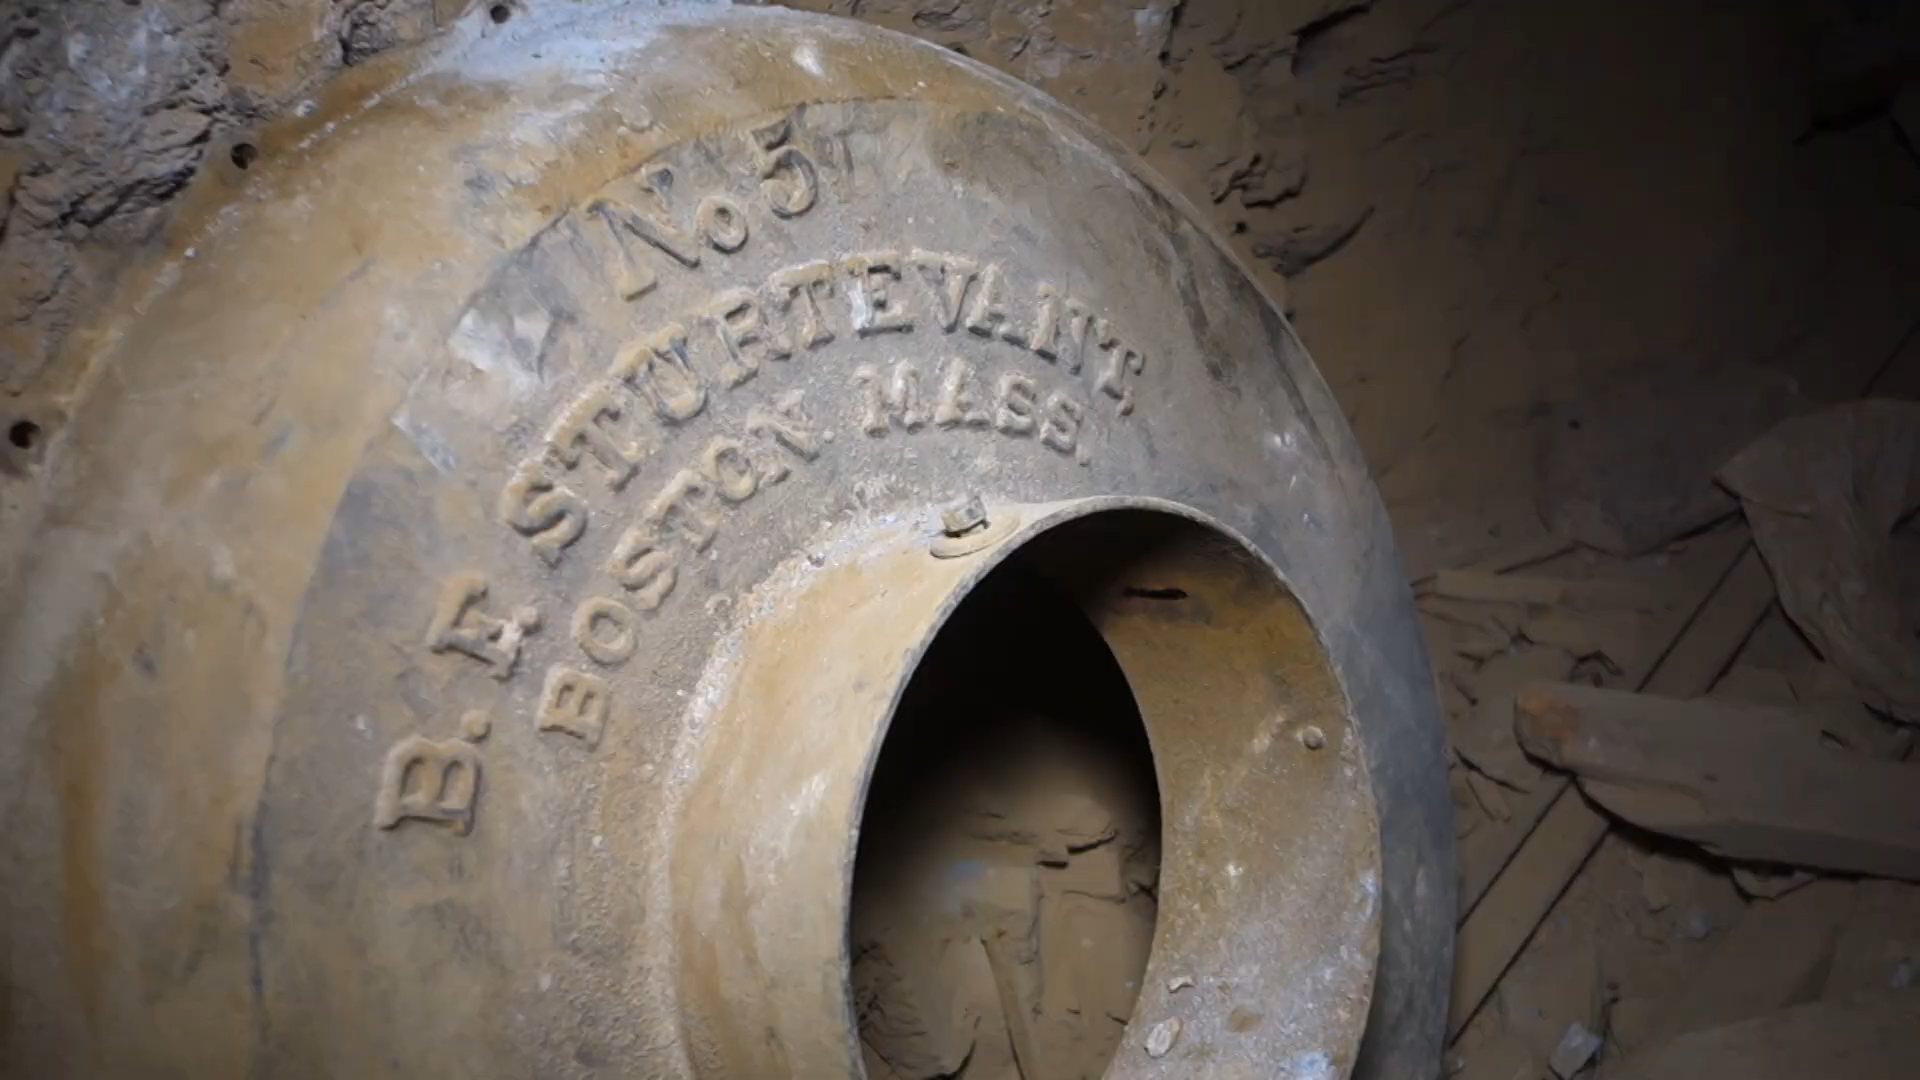 No 5
B. F. STURTEVANT,
BOSTON. MASS.